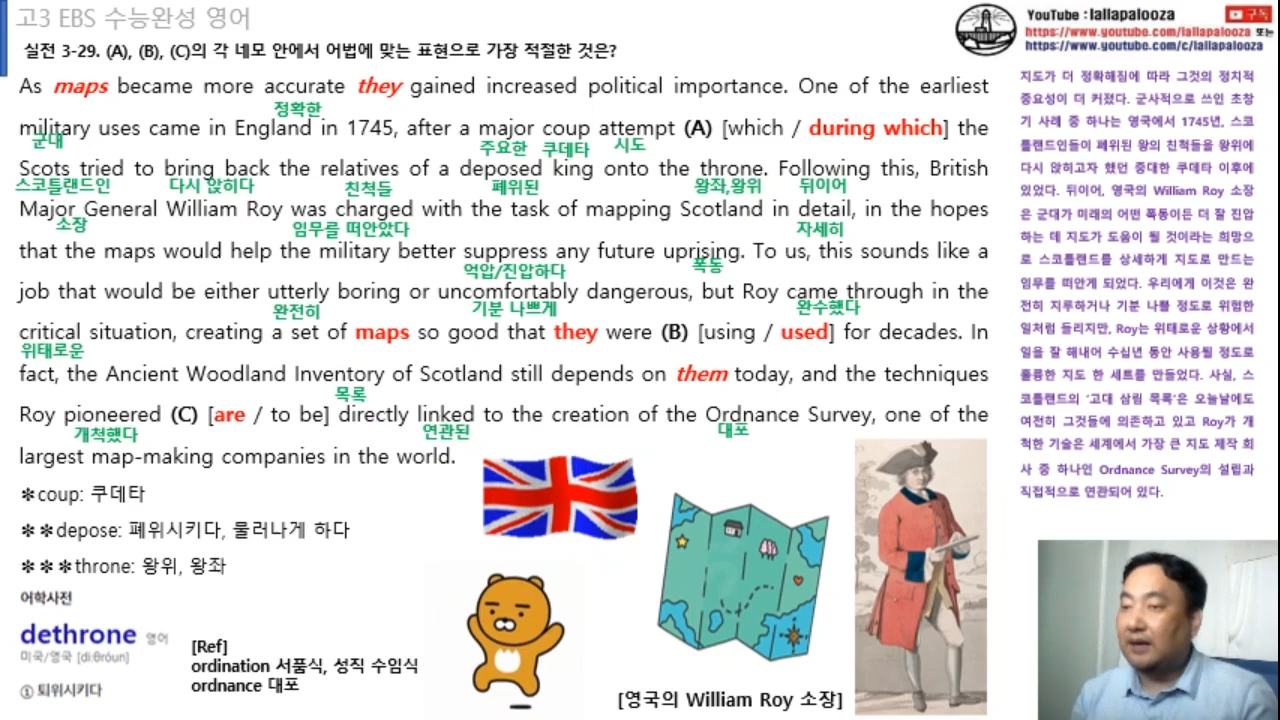 고3 EBS 수능완성 영어
YouTube : lallapalooza
구독
https://www.youtube.com/lallapalooza 또는
https://www.youtube.com/c/lallapalooza
실전 3-29. (A), (B), (C)의 각 네모 안에서 어법에 맞는 표현으로 가장 적절한 것은?
As maps became more accurate they gained increased political importance. One of the earliest
정확한
military uses came in England in 1745, after a major coup attempt (A) [which / during which] the
군대 주요한 쿠데타 시도
Scots tried to bring back the relatives of a deposed king onto the throne. Following this, British
스코틀랜드인 다시 앉히다 친척들 폐위된 왕좌,왕위 뒤이어
Major General William Roy was charged with the task of mapping Scotland in detail, in the hopes
소장 임무를 떠안았다 자세히
that the maps would help the military better suppress any future uprising. To us, this sounds like a
억압/진압하다 폭동
job that would be either utterly boring or uncomfortably dangerous, but Roy came through in the
완전히 기분 나쁘게 완수했다
critical situation, creating a set of maps so good that they were (B) [using / used] for decades. In
위태로운
fact, the Ancient Woodland Inventory of Scotland still depends on them today, and the techniques
목록
Roy pioneered (C) [are / to be] directly linked to the creation of the Ordnance Survey, one of the
개척했다 연관된 대포
largest map-making companies in the world.
＊coup: 쿠데타
＊＊depose: 폐위시키다, 물러나게 하다
＊＊＊throne: 왕위, 왕좌
어학사전
dethrone 영어
미국/영국 [di:θróun]
① 퇴위시키다
[Ref]
ordination 서품식, 성직 수임식
ordnance 대포
[영국의 William Roy 소장]
지도가 더 정확해짐에 따라 그것의 정치적
중요성이 더 커졌다. 군사적으로 쓰인 초창
기 사례 중 하나는 영국에서 1745년, 스코
틀랜드인들이 폐위된 왕의 친척들을 왕위에
다시 앉히고자 했던 중대한 쿠데타 이후에
있었다. 뒤이어, 영국의 William Roy 소장
은 군대가 미래의 어떤 폭동이든 더 잘 진압
하는 데 지도가 도움이 될 것이라는 희망으
로 스코틀랜드를 상세하게 지도로 만드는
임무를 떠안게 되었다. 우리에게 이것은 완
전히 지루하거나 기분 나쁠 정도로 위험한
일처럼 들리지만, Roy는 위태로운 상황에서
일을 잘 해내어 수십년 동안 사용될 정도로
훌륭한 지도 한 세트를 만들었다. 사실, 스
코틀랜드의 '고대 삼림 목록'은 오늘날에도
여전히 그것들에 의존하고 있고 Roy가 개
척한 기술은 세계에서 가장 큰 지도 제작 회
사 중 하나인 Ordnance Survey의 설립과
직접적으로 연관되어 있다.